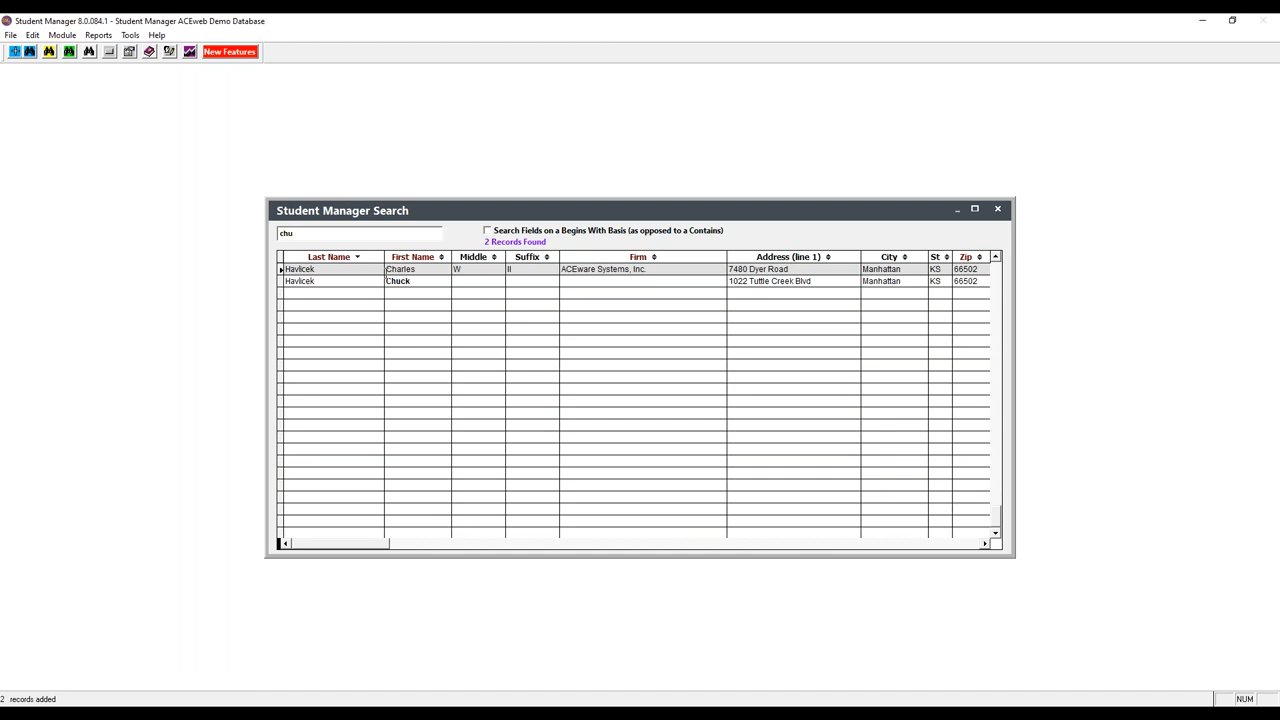 Student Manager 8.0.084.1 - Student Manager ACEweb Demo Database
File Edit Module Reports Tools Help
New Features
Student Manager Search
chu
Search Fields on a Begins With Basis (as opposed to a Contains)
2 Records Found
Last Name First Name Middle Suffix Firm Address (line 1) City St Zip
Havlicek Charles W II ACEware Systems, Inc. 7480 Dyer Road Manhattan KS 66502
Havlicek Chuck 1022 Tuttle Creek Blvd Manhattan KS 66502
2 records added NUM